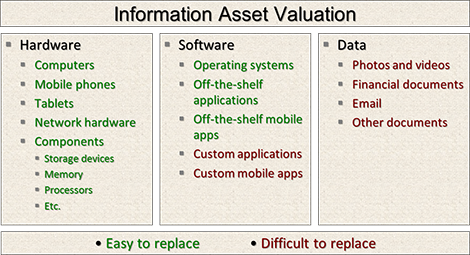 Information Asset Valuation
Hardware
Computers
Mobile phones
Tablets
Network hardware
Components
Storage devices
Memory
Processors
Etc.
Software
Operating systems
Off-the-shelf
applications
Off-the-shelf mobile
apps
Custom applications
Custom mobile apps
Data
Photos and videos
Financial documents
Email
Other documents
• Easy to replace
• Difficult to replace